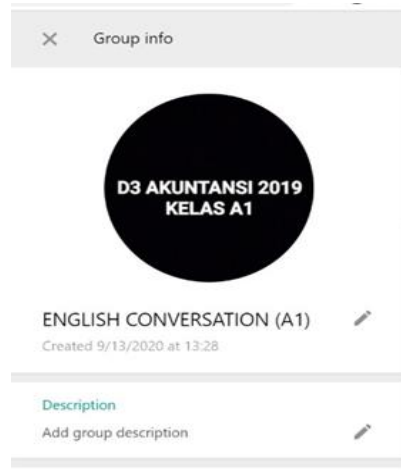 Group info
D3 AKUNTANSI 2019
KELAS A1
ENGLISH CONVERSATION (A1)
Created 9/13/2020 at 13:28
Description
Add group description